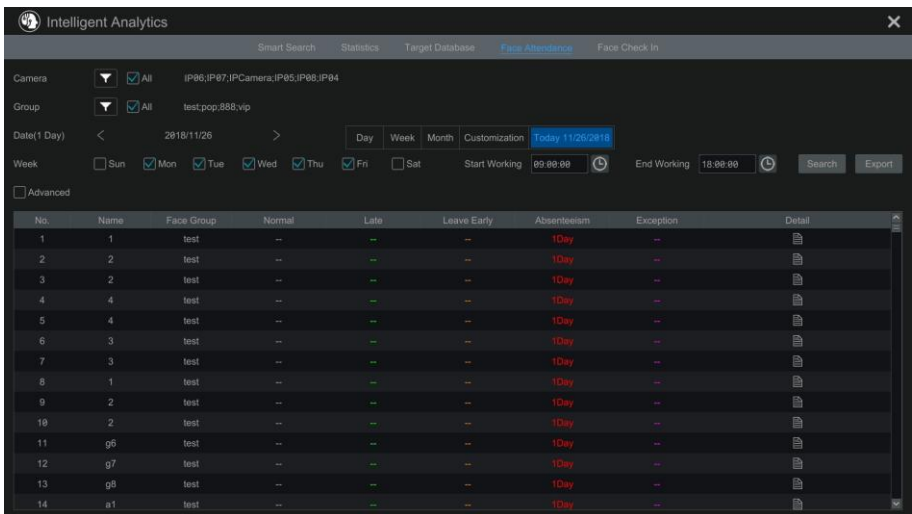 Intelligent Analytics
Smart Search Statistics Target Database Face Attendance Face Check In
Camera All IP06;IP07;IPCamera;IP05;IP08;IP04
Group All test;pop;888;vip
Date(1 Day) < 2018/11/26 > Day Week Month Customization Today 11/26/2018
Week Sun Mon Tue Wed Thu Fri Sat Start Working 09:00:00 End Working 18:00:00 Search Export
Advanced
No. Name Face Group Normal Late Leave Early Absenteeism Exception Detail
1 1 test -- -- -- 1Day --
2 2 test -- -- -- 1Day --
3 2 test -- -- -- 1Day --
4 4 test -- -- -- 1Day --
5 4 test -- -- -- 1Day --
6 3 test -- -- -- 1Day --
7 3 test -- -- -- 1Day --
8 1 test -- -- -- 1Day --
9 2 test -- -- -- 1Day --
10 2 test -- -- -- 1Day --
11 g6 test -- -- -- 1Day --
12 g7 test -- -- -- 1Day --
13 g8 test -- -- -- 1Day --
14 a1 test -- -- -- 1Day --